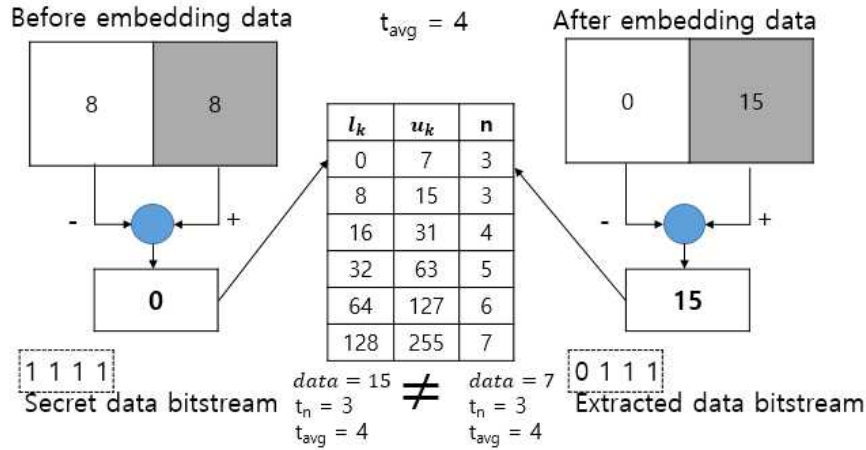 Before embedding data
t_avg = 4
After embedding data
8 8
0 15
l_k u_k n
0 7 3
8 15 3
16 31 4
32 63 5
64 127 6
128 255 7
- +
- +
0
15
1 1 1 1
Secret data bitstream
data = 15
t_n = 3
t_avg = 4
≠
data = 7
t_n = 3
t_avg = 4
0 1 1 1
Extracted data bitstream